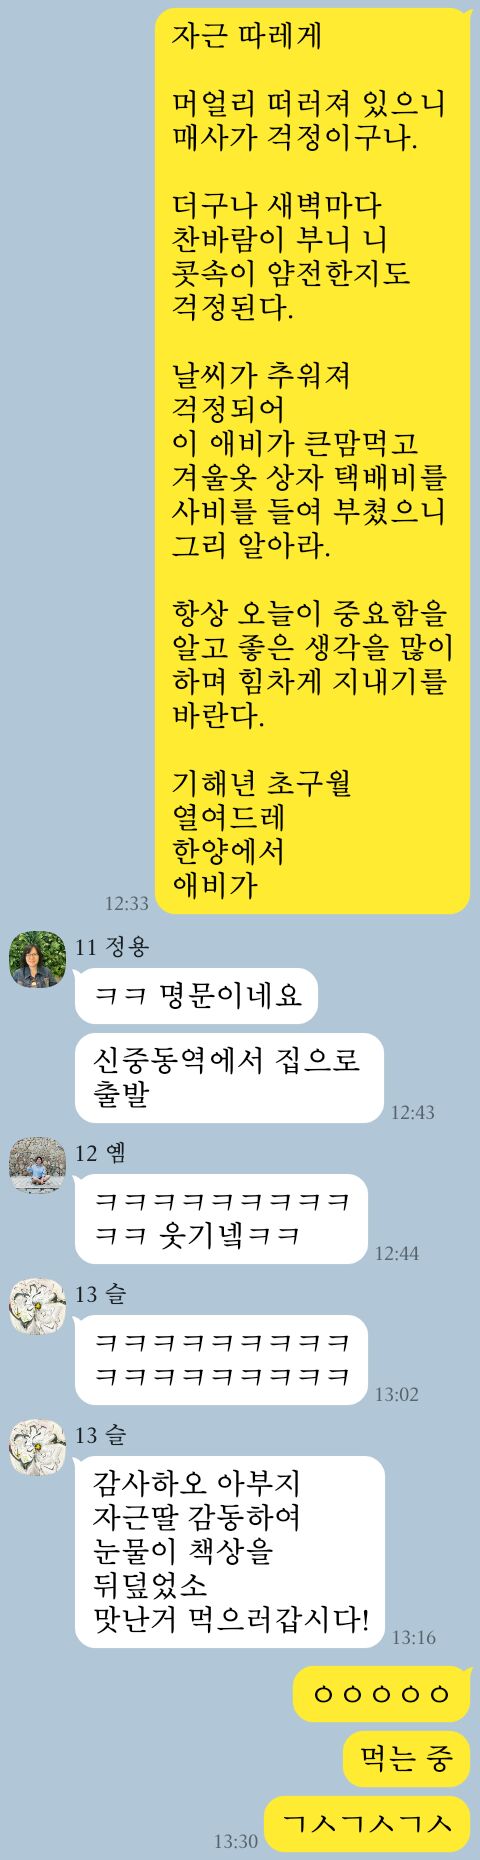 자근 따레게
머얼리 떠러져 있으니
매사가 걱정이구나.
더구나 새벽마다
찬바람이 부니 니
콧속이 얌전한지도
걱정된다.
날씨가 추워져
걱정되어
이 애비가 큰맘먹고
겨울옷 상자 택배비를
사비를 들여 부쳤으니
그리 알아라.
항상 오늘이 중요함을
알고 좋은 생각을 많이
하며 힘차게 지내기를
바란다.
기해년 초구월
열여드레
한양에서
애비가
12:33
11 정용
ㅋㅋ 명문이네요
신중동역에서 집으로
출발
12:43
12 옘
ㅋㅋㅋㅋㅋㅋㅋㅋㅋ
ㅋㅋ 웃기넼ㅋㅋ
12:44
13 슬
ㅋㅋㅋㅋㅋㅋㅋㅋㅋ
ㅋㅋㅋㅋㅋㅋㅋㅋㅋ
13:02
13 슬
감사하오 아부지
자근딸 감동하여
눈물이 책상을
뒤덮었소
맛난거 먹으러갑시다!
13:16
ㅇㅇㅇㅇㅇ
먹는 중
ㄱㅅㄱㅅㄱㅅ
13:30